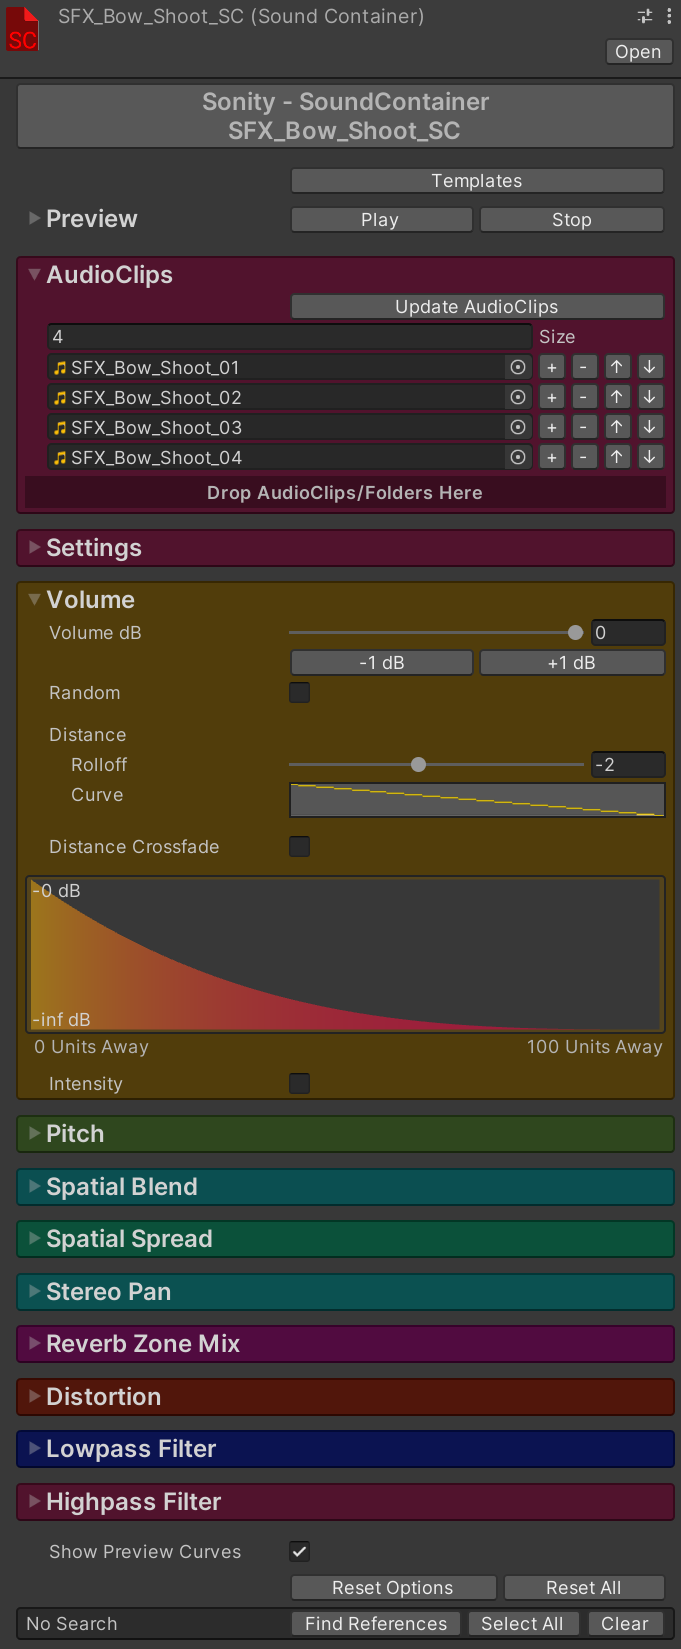 SC
SFX_Bow_Shoot_SC (Sound Container)
Open
Sonity - SoundContainer
SFX_Bow_Shoot_SC
Templates
Preview
Play
Stop
AudioClips
Update AudioClips
4 Size
SFX_Bow_Shoot_01 + - ↑ ↓
SFX_Bow_Shoot_02 + - ↑ ↓
SFX_Bow_Shoot_03 + - ↑ ↓
SFX_Bow_Shoot_04 + - ↑ ↓
Drop AudioClips/Folders Here
Settings
Volume
Volume dB 0
-1 dB +1 dB
Random
Distance
Rolloff -2
Curve
Distance Crossfade
-0 dB
-inf dB
0 Units Away 100 Units Away
Intensity
Pitch
Spatial Blend
Spatial Spread
Stereo Pan
Reverb Zone Mix
Distortion
Lowpass Filter
Highpass Filter
Show Preview Curves
Reset Options Reset All
No Search Find References Select All Clear